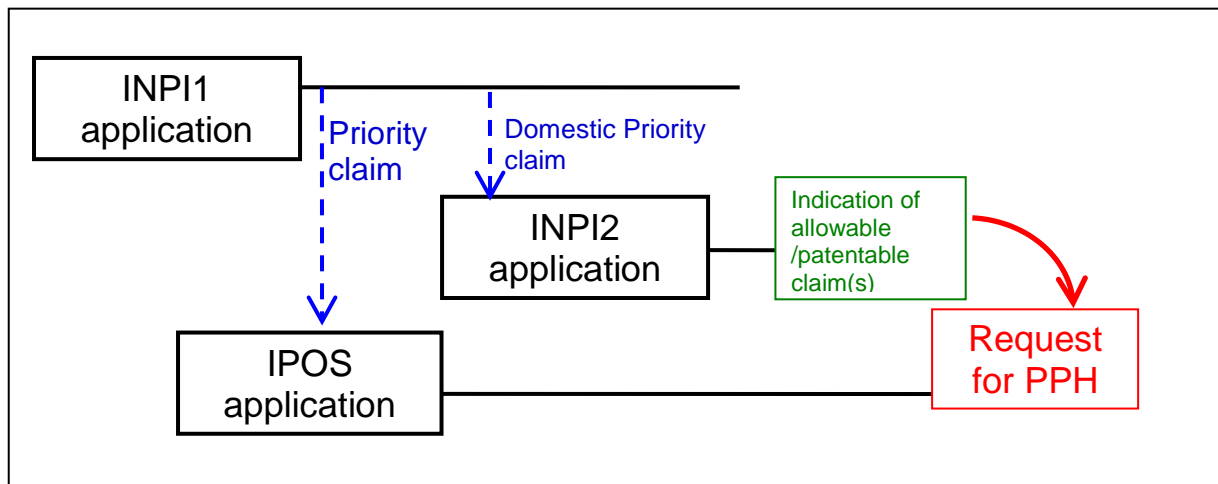 INPI1
application
Priority
claim
Domestic Priority
claim
INPI2
application
Indication of
allowable
/patentable
claim(s)
IPOS
application
Request
for PPH